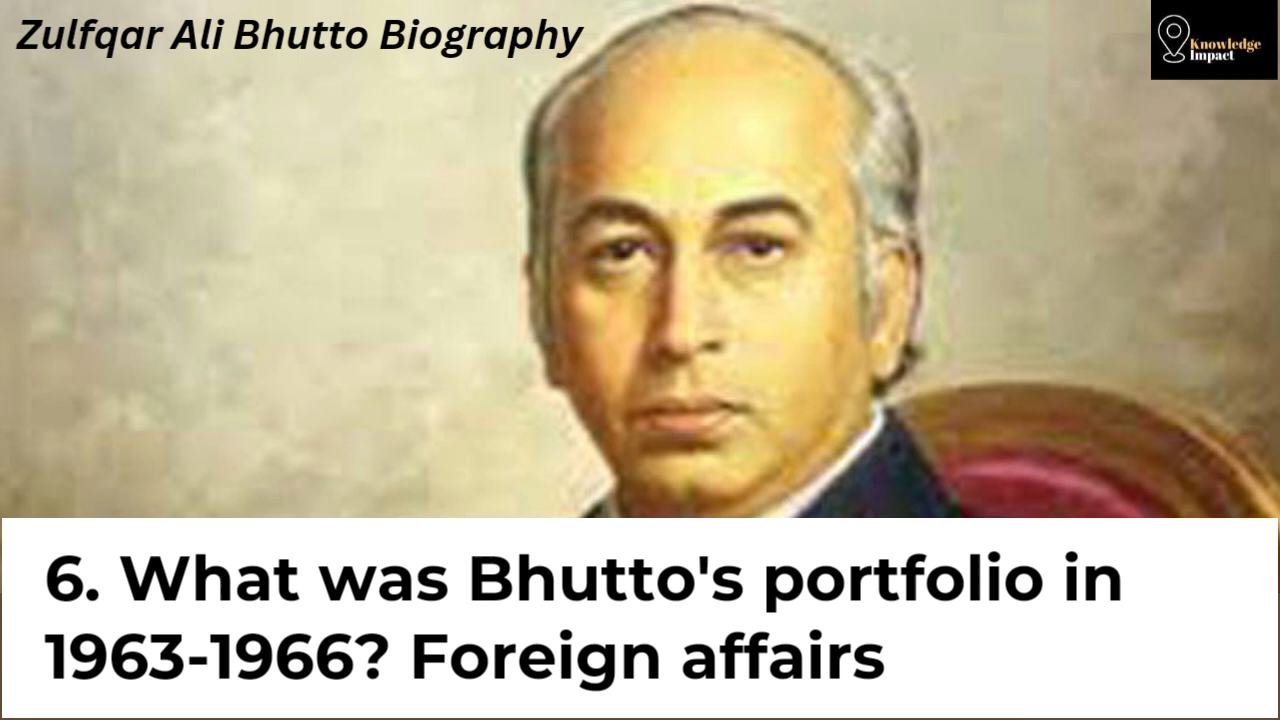 Zulfqar Ali Bhutto Biography
Knowledge
Impact
6. What was Bhutto's portfolio in
1963-1966? Foreign affairs